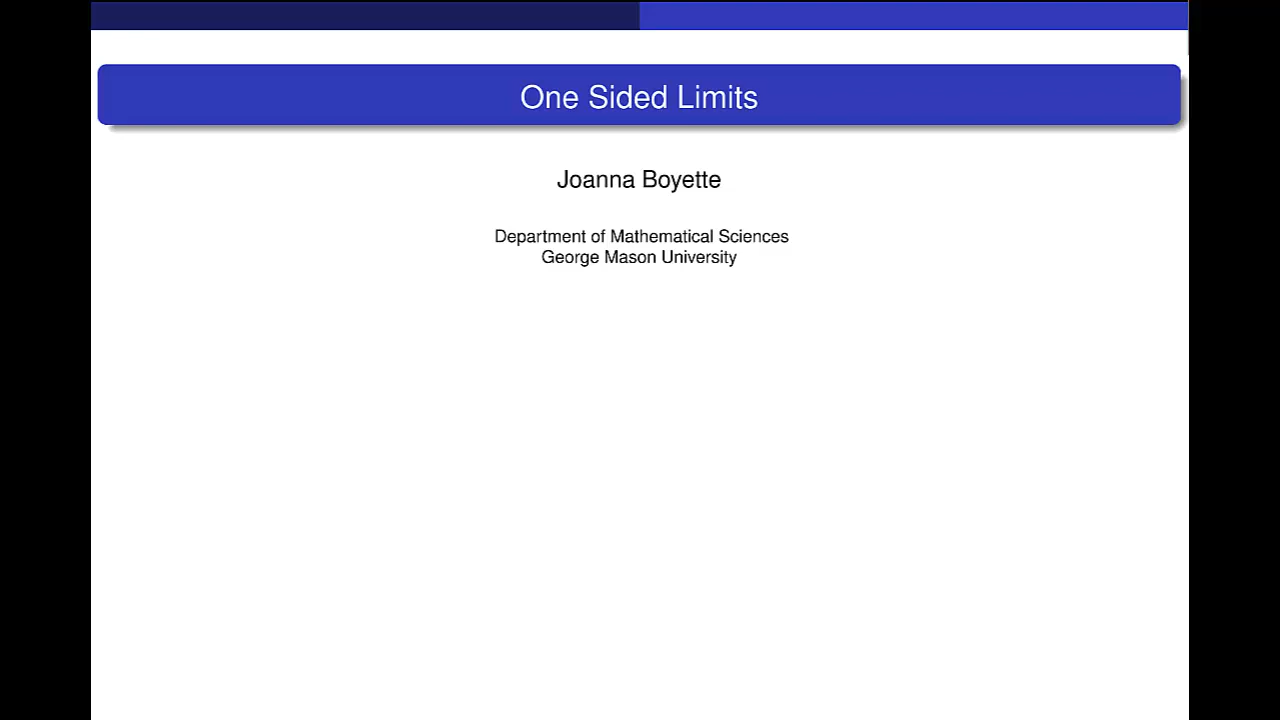 One Sided Limits
Joanna Boyette
Department of Mathematical Sciences
George Mason University